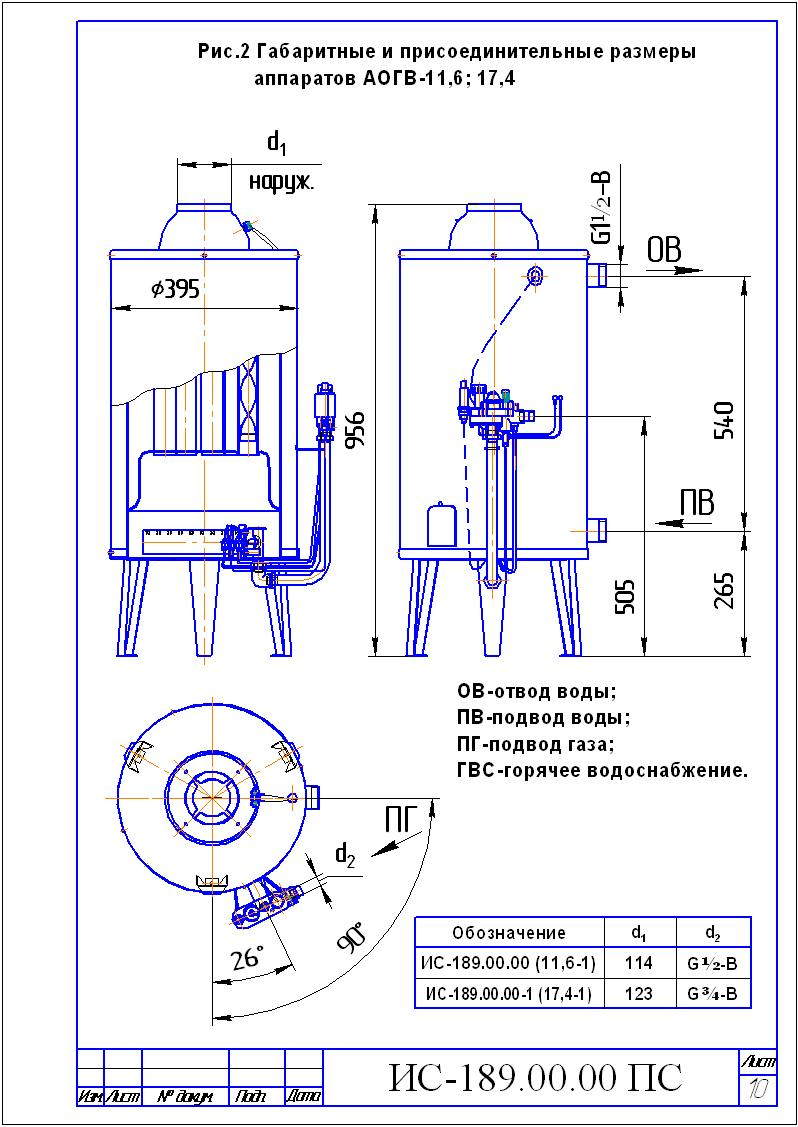 Рис.2 Габаритные и присоединительные размеры
аппаратов АОГВ-11,6; 17,4
d1
наруж.
G1½-В
ОВ
ø395
956
540
ПВ
505
265
ОВ-отвод воды;
ПВ-подвод воды;
ПГ-подвод газа;
ГВС-горячее водоснабжение.
ПГ
d2
90°
26°
Обозначение d1 d2
ИС-189.00.00 (11,6-1) 114 G½-В
ИС-189.00.00-1 (17,4-1) 123 G¾-В
ИС-189.00.00 ПС
Лист
10
Изм Лист № докум. Подп. Дата